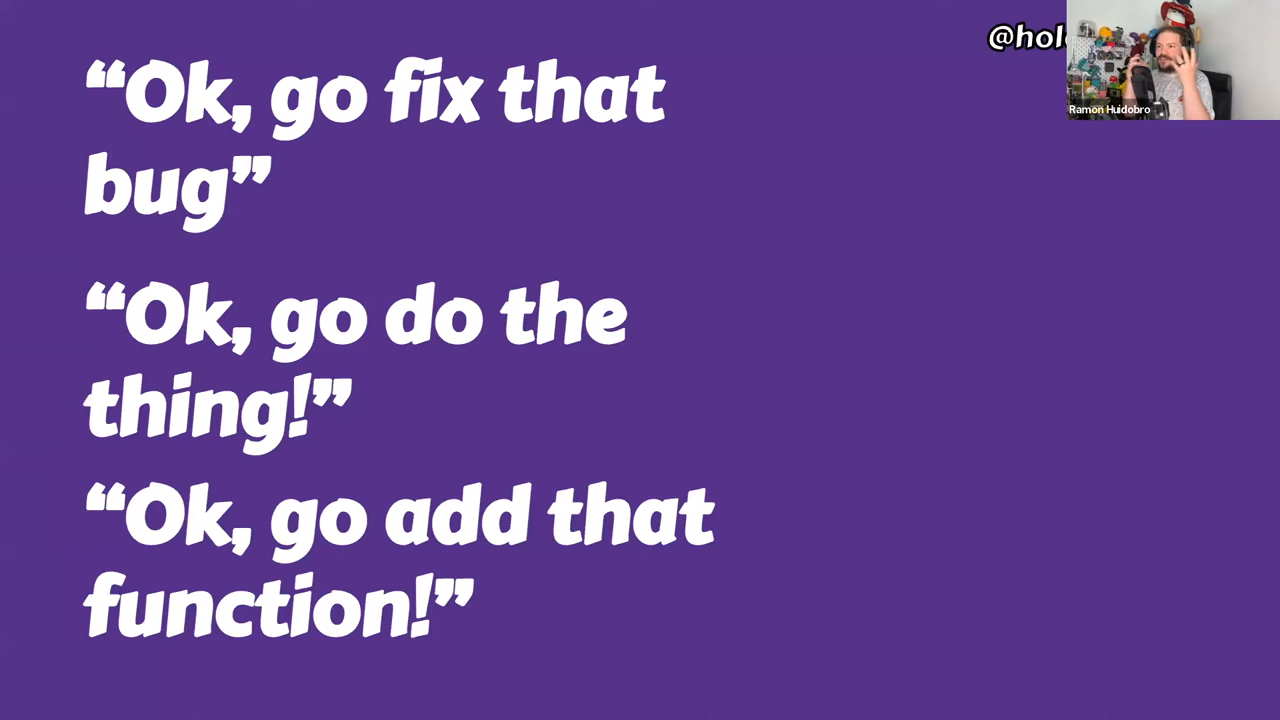 “Ok, go fix that
bug”
“Ok, go do the
thing!”
“Ok, go add that
function!”
Ramon Huidobro